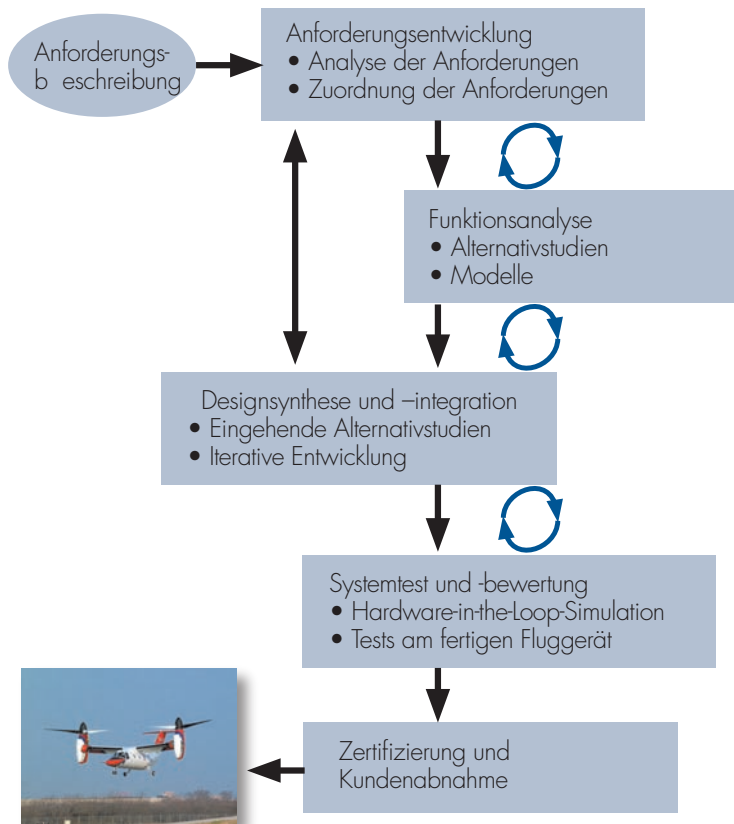 Anforderungs-
b eschreibung
Anforderungsentwicklung
• Analyse der Anforderungen
• Zuordnung der Anforderungen
Funktionsanalyse
• Alternativstudien
• Modelle
Designsynthese und –integration
• Eingehende Alternativstudien
• Iterative Entwicklung
Systemtest und -bewertung
• Hardware-in-the-Loop-Simulation
• Tests am fertigen Fluggerät
Zertifizierung und
Kundenabnahme